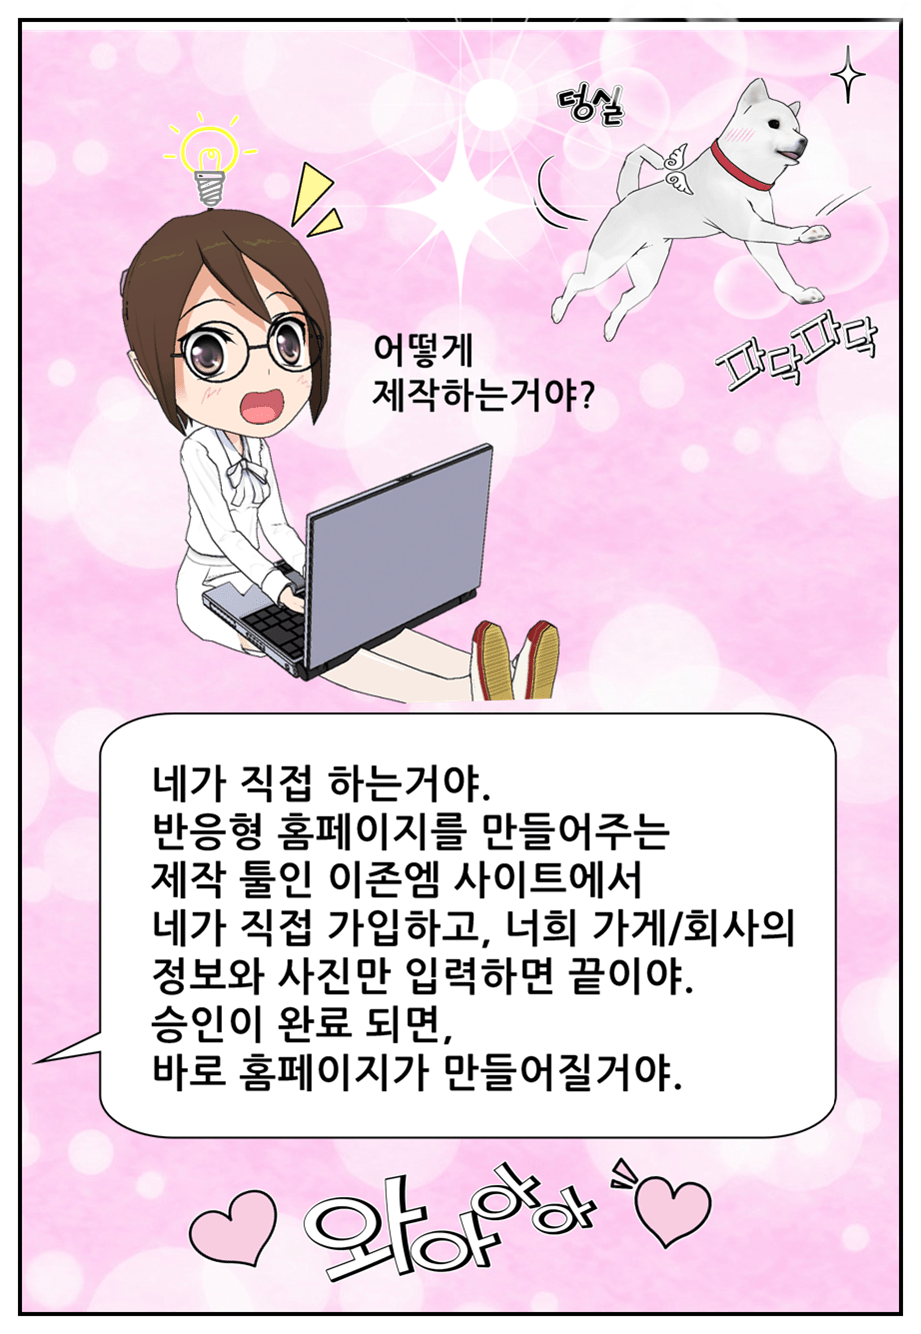 덩실
파닥파닥
어떻게
제작하는거야?
네가 직접 하는거야.
반응형 홈페이지를 만들어주는
제작 툴인 이존엠 사이트에서
네가 직접 가입하고, 너희 가게/회사의
정보와 사진만 입력하면 끝이야.
승인이 완료 되면,
바로 홈페이지가 만들어질거야.
와아아아